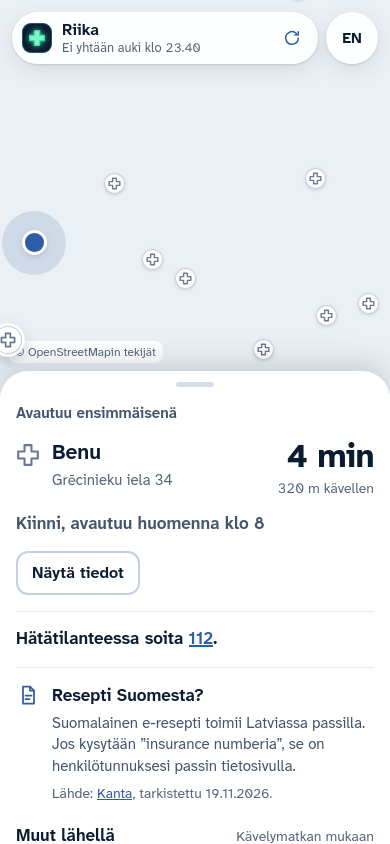 Riika
Ei yhtään auki klo 23.40
EN
© OpenStreetMapin tekijät
Avautuu ensimmäisenä
Benu
4 min
Grēcinieku iela 34
320 m kävellen
Kiinni, avautuu huomenna klo 8
Näytä tiedot
Hätätilanteessa soita 112.
Resepti Suomesta?
Suomalainen e-resepti toimii Latviassa passilla.
Jos kysytään ”insurance numberia”, se on
henkilötunnuksesi passin tietosivulla.
Lähde: Kanta, tarkistettu 19.11.2026.
Muut lähellä
Kävelymatkan mukaan